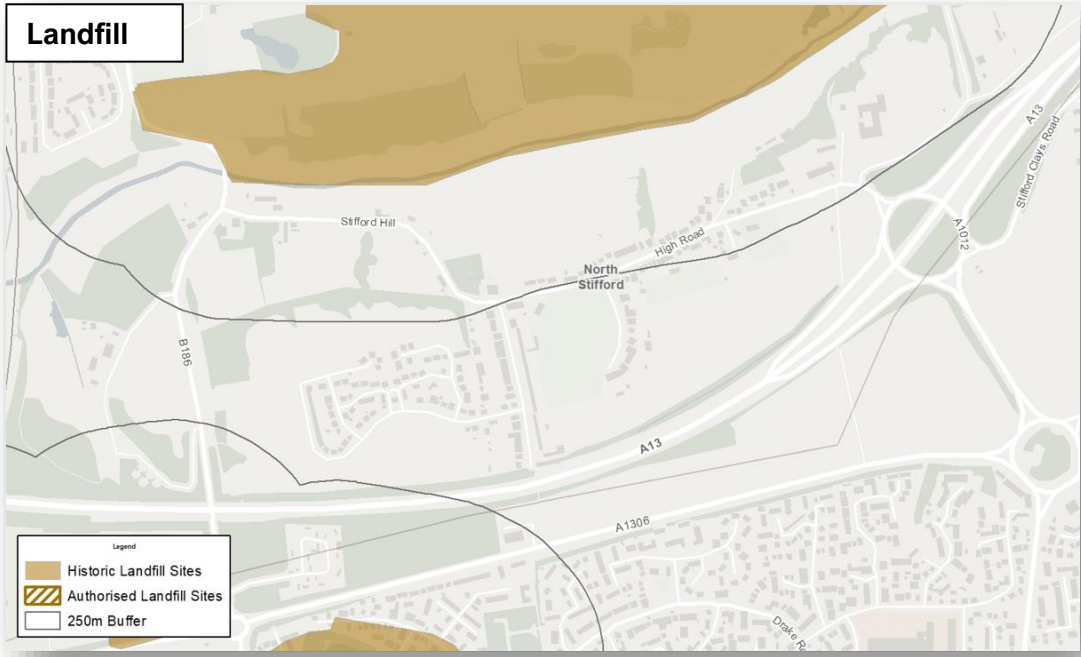 Landfill
A13
Stifford Clays Road
Stifford Hill
High Road
A1012
North
Stifford
B186
A13
A1306
Legend
Historic Landfill Sites
Authorised Landfill Sites
250m Buffer